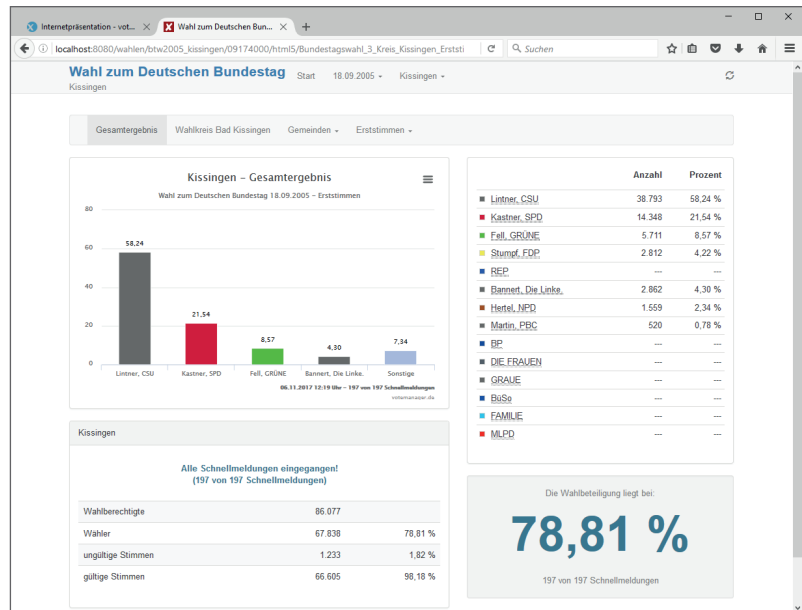 Internetpräsentation - vot...
Wahl zum Deutschen Bun...
localhost:8080/wahlen/btw2005_kissingen/09174000/html5/Bundestagswahl_3_Kreis_Kissingen_Erststi
Suchen
Wahl zum Deutschen Bundestag
Start
18.09.2005
Kissingen
Kissingen
Gesamtergebnis
Wahlkreis Bad Kissingen
Gemeinden
Erststimmen
Kissingen – Gesamtergebnis
Wahl zum Deutschen Bundestag 18.09.2005 – Erststimmen
80
60
40
20
0
58,24
21,54
8,57
4,30
7,34
Lintner, CSU
Kastner, SPD
Fell, GRÜNE
Bannert, Die Linke.
Sonstige
06.11.2017 12:19 Uhr – 197 von 197 Schnellmeldungen
votemanager.de
Anzahl Prozent
Lintner, CSU 38.793 58,24 %
Kastner, SPD 14.348 21,54 %
Fell, GRÜNE 5.711 8,57 %
Stumpf, FDP 2.812 4,22 %
REP --- ---
Bannert, Die Linke. 2.862 4,30 %
Hertel, NPD 1.559 2,34 %
Martin, PBC 520 0,78 %
BP --- ---
DIE FRAUEN --- ---
GRAUE --- ---
BüSo --- ---
FAMILIE --- ---
MLPD --- ---
Kissingen
Alle Schnellmeldungen eingegangen!
(197 von 197 Schnellmeldungen)
Wahlberechtigte 86.077
Wähler 67.838 78,81 %
ungültige Stimmen 1.233 1,82 %
gültige Stimmen 66.605 98,18 %
Die Wahlbeteiligung liegt bei:
78,81 %
197 von 197 Schnellmeldungen